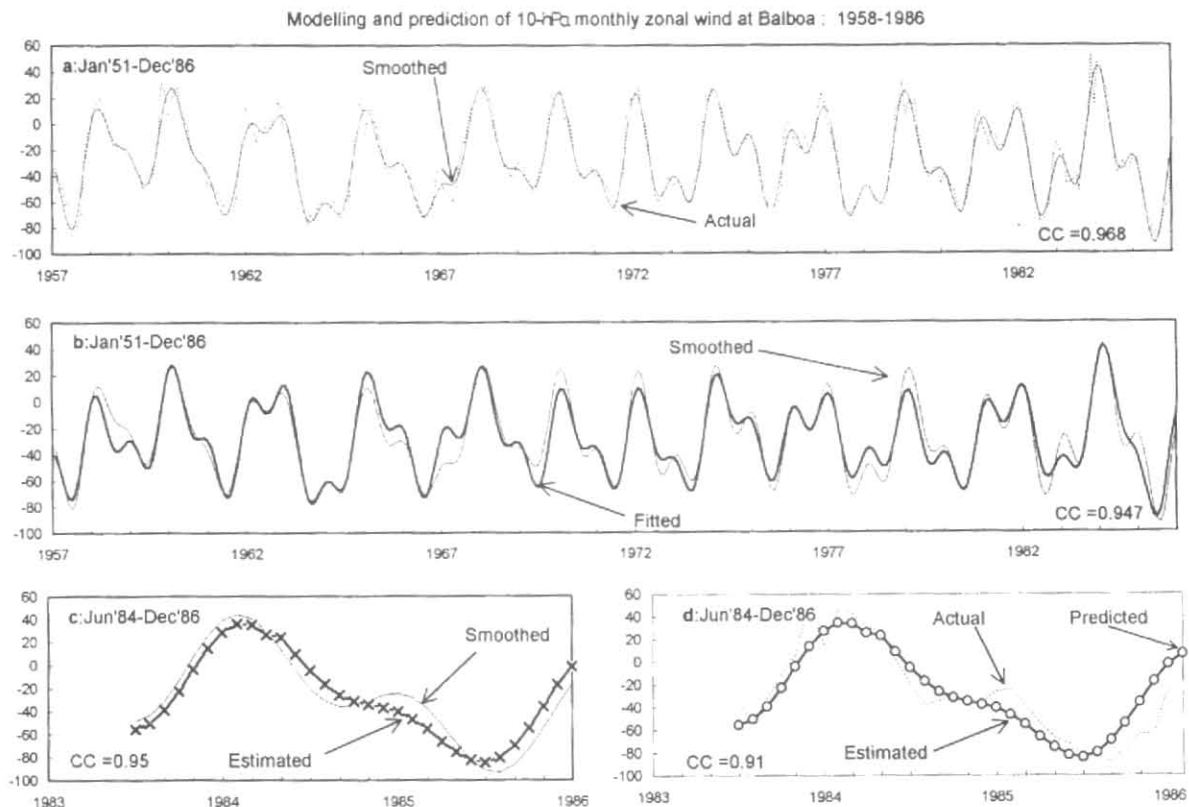 Modelling and prediction of 10-hPa monthly zonal wind at Balboa : 1958-1986
60
40
20
0
-20
-40
-60
-80
-100
a:Jan'51-Dec'86
Smoothed
Actual
CC =0.968
1957 1962 1967 1972 1977 1982
60
40
20
0
-20
-40
-60
-80
-100
b:Jan'51-Dec'86
Smoothed
Fitted
CC =0.947
1957 1962 1967 1972 1977 1982
60
40
20
0
-20
-40
-60
-80
-100
c:Jun'84-Dec'86
Smoothed
Estimated
CC =0.95
1983 1984 1985 1986
60
40
20
0
-20
-40
-60
-80
-100
d:Jun'84-Dec'86
Actual
Predicted
Estimated
CC =0.91
1983 1984 1985 1986